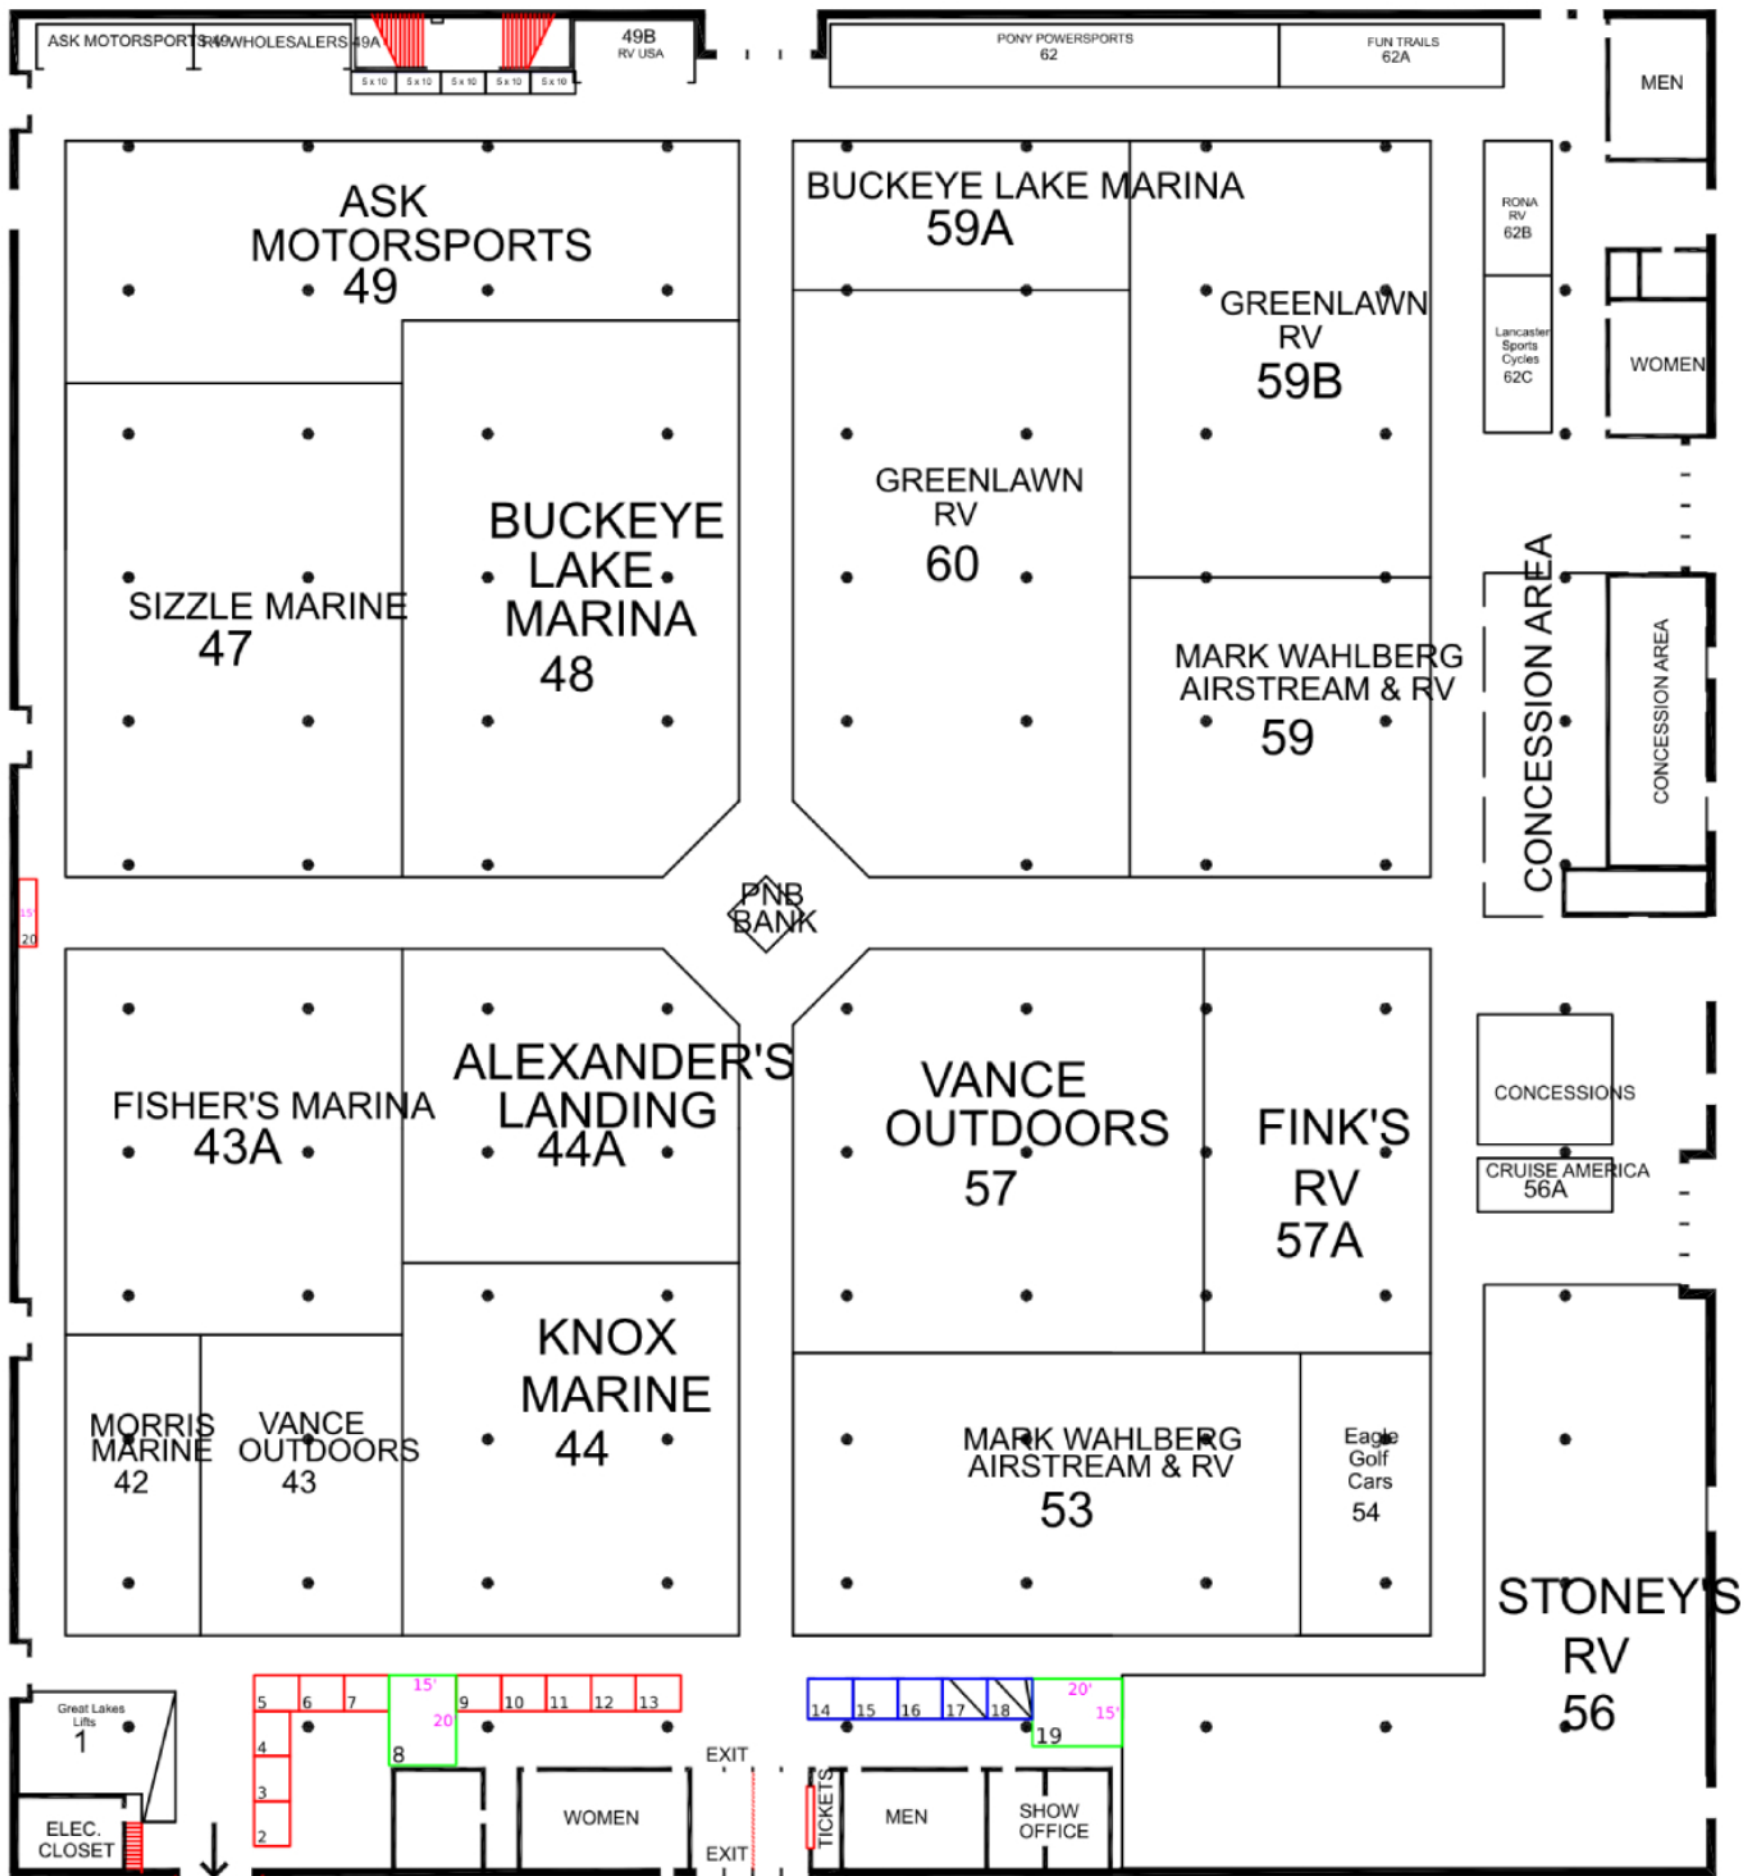 ASK MOTORSPORTS 49
RV WHOLESALERS 49A
49B
RV USA
5 x 10
5 x 10
5 x 10
5 x 10
5 x 10
PONY POWERSPORTS
62
FUN TRAILS
62A
MEN
ASK
MOTORSPORTS
49
BUCKEYE LAKE MARINA
59A
GREENLAWN
RV
59B
RONA
RV
62B
Lancaster
Sports
Cycles
62C
WOMEN
SIZZLE MARINE
47
BUCKEYE
LAKE
MARINA
48
GREENLAWN
RV
60
MARK WAHLBERG
AIRSTREAM & RV
59
CONCESSION AREA
CONCESSION AREA
15'
20
PNB
BANK
FISHER'S MARINA
43A
ALEXANDER'S
LANDING
44A
VANCE
OUTDOORS
57
FINK'S
RV
57A
CONCESSIONS
CRUISE AMERICA
56A
MORRIS
MARINE
42
VANCE
OUTDOORS
43
KNOX
MARINE
44
MARK WAHLBERG
AIRSTREAM & RV
53
Eagle
Golf
Cars
54
STONEY'S
RV
56
Great Lakes
Lifts
1
5
6
7
15'
20'
8
9
10
11
12
13
4
3
2
14
15
16
17
18
20'
15'
19
EXIT
EXIT
TICKETS
ELEC.
CLOSET
WOMEN
MEN
SHOW
OFFICE